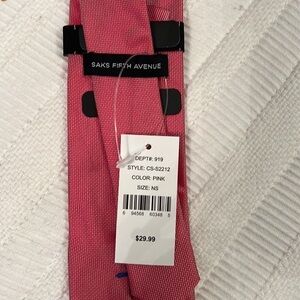 SAKS FIFTH AVENUE
DEPT#: 919
STYLE: CS-S2212
COLOR: PINK
SIZE: NS
6 94568 60348 8
$29.99